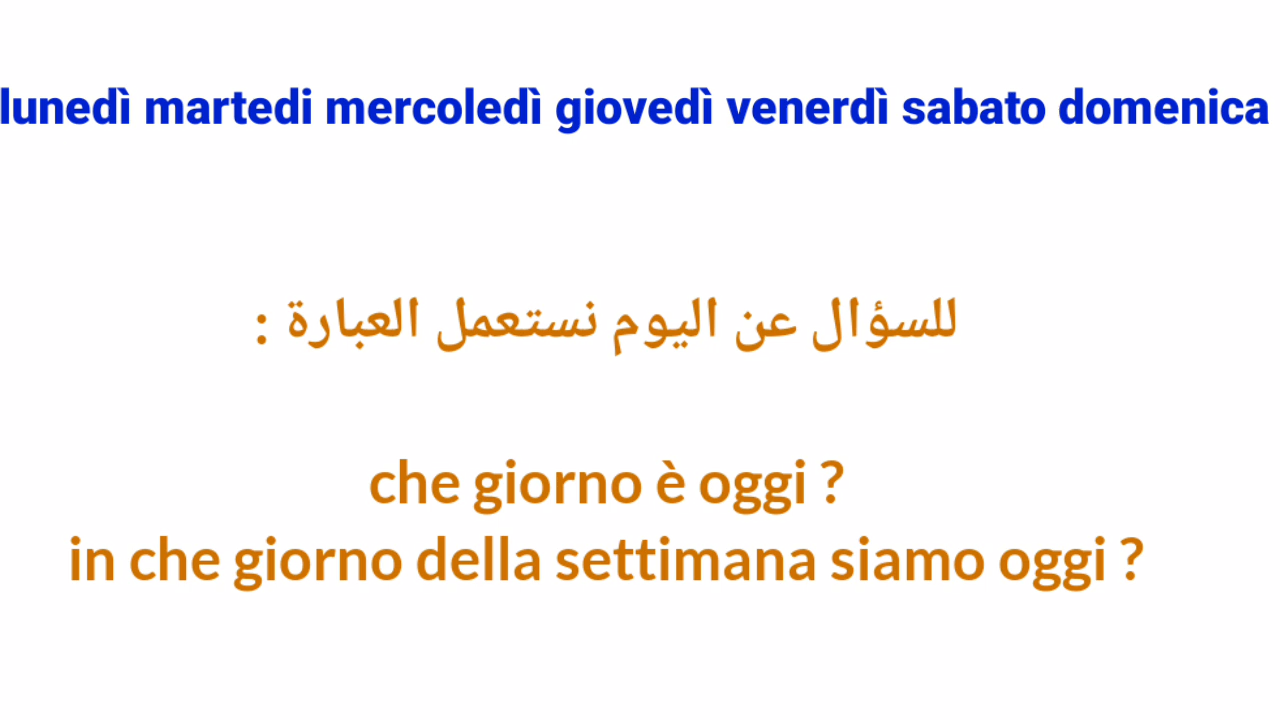 lunedì martedi mercoledì giovedì venerdì sabato domenica
للسؤال عن اليوم نستعمل العبارة :
che giorno è oggi ?
in che giorno della settimana siamo oggi ?